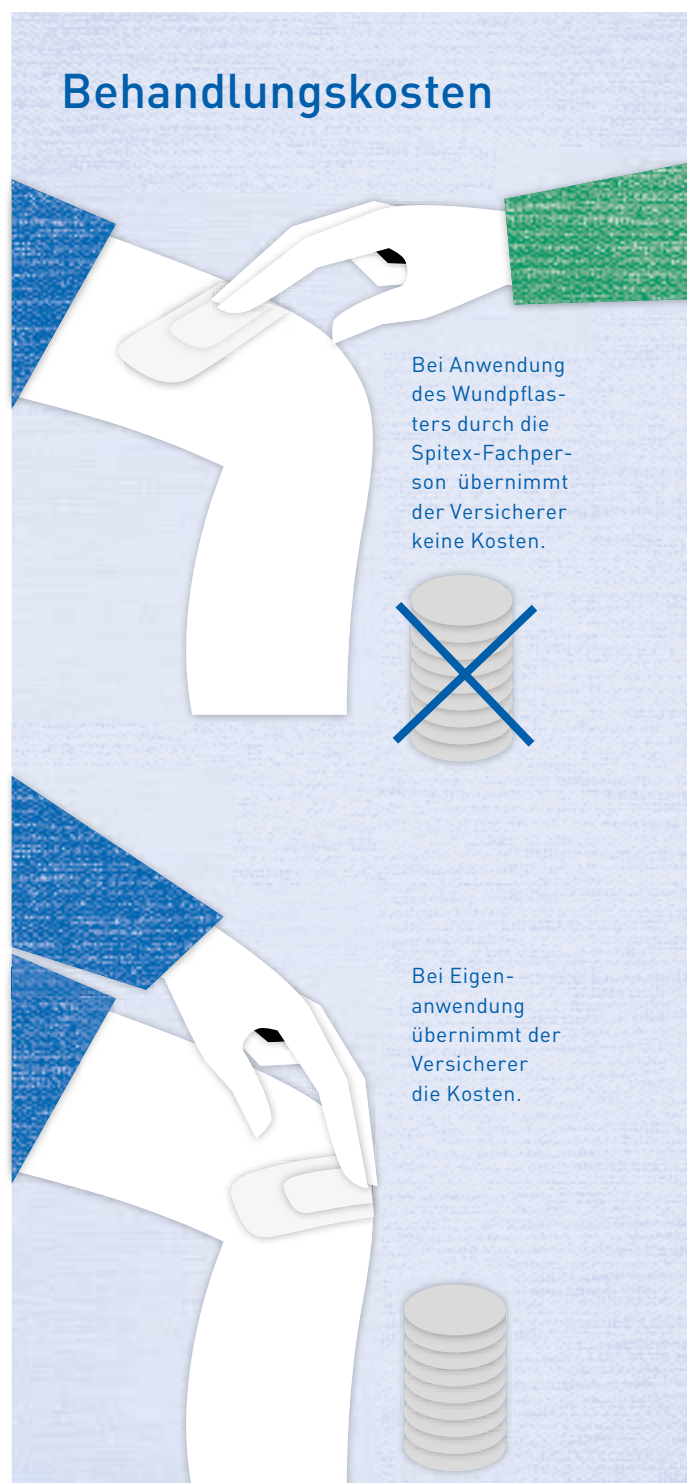 Behandlungskosten
Bei Anwendung
des Wundpflas-
ters durch die
Spitex-Fachper-
son übernimmt
der Versicherer
keine Kosten.
Bei Eigen-
anwendung
übernimmt der
Versicherer
die Kosten.